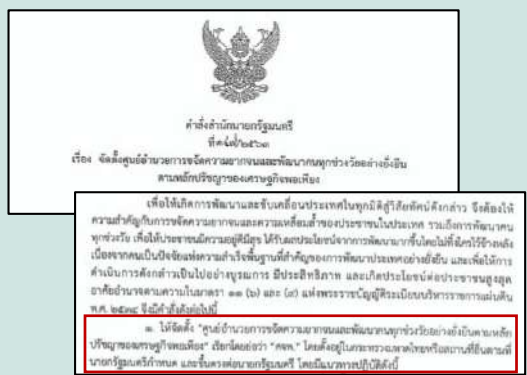 คำสั่งสำนักนายกรัฐมนตรี
ที่
เรื่อง จัดตั้งศูนย์อำนวยการขจัดความยากจนและพัฒนาคนทุกช่วงวัยอย่างยั่งยืน
ตามหลักปรัชญาของเศรษฐกิจพอเพียง
เพื่อให้เกิดการพัฒนาและขับเคลื่อนประเทศในทุกมิติสู่วิสัยทัศน์ดังกล่าว จึงต้องให้
ความสำคัญกับการขจัดความยากจนและความเหลื่อมล้ำของประชาชนในประเทศ รวมถึงการพัฒนาคน
ทุกช่วงวัย เพื่อให้ประชาชนมีความอยู่ดีมีสุข ได้รับผลประโยชน์จากการพัฒนามากขึ้นโดยไม่ทิ้งใครไว้ข้างหลัง
เนื่องจากคนเป็นปัจจัยแห่งความสำเร็จพื้นฐานที่สำคัญของการพัฒนาประเทศอย่างยั่งยืน และเพื่อให้การ
ดำเนินการดังกล่าวเป็นไปอย่างบูรณาการ มีประสิทธิภาพ และเกิดประโยชน์ต่อประชาชนสูงสุด
อาศัยอำนาจตามความในมาตรา ๑๑ (๖) และ (๙) แห่งพระราชบัญญัติระเบียบบริหารราชการแผ่นดิน
พ.ศ. ๒๕๓๔ จึงมีคำสั่งดังต่อไปนี้
๑. ให้จัดตั้ง "ศูนย์อำนวยการขจัดความยากจนและพัฒนาคนทุกช่วงวัยอย่างยั่งยืนตามหลัก
ปรัชญาของเศรษฐกิจพอเพียง" เรียกโดยย่อว่า "ศจพ." โดยตั้งอยู่ในกระทรวงมหาดไทยหรือสถานที่อื่นตามที่
นายกรัฐมนตรีกำหนด และขึ้นตรงต่อนายกรัฐมนตรี โดยมีแนวทางปฏิบัติดังนี้